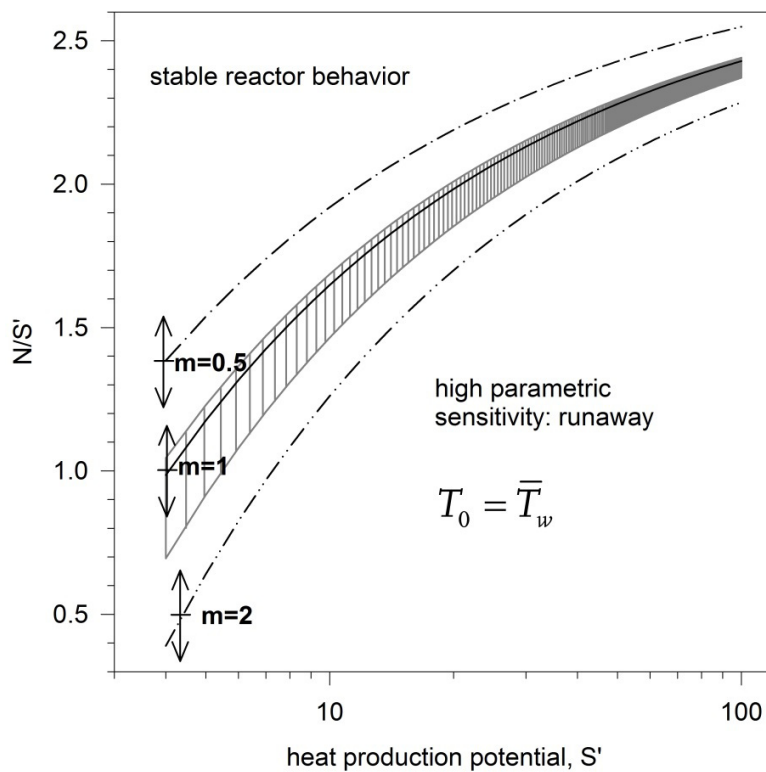 2.5
stable reactor behavior
2.0
N/S'
1.5
m=0.5
high parametric
sensitivity: runaway
1.0
m=1
T₀ = T̅w
0.5
m=2
10
100
heat production potential, S'